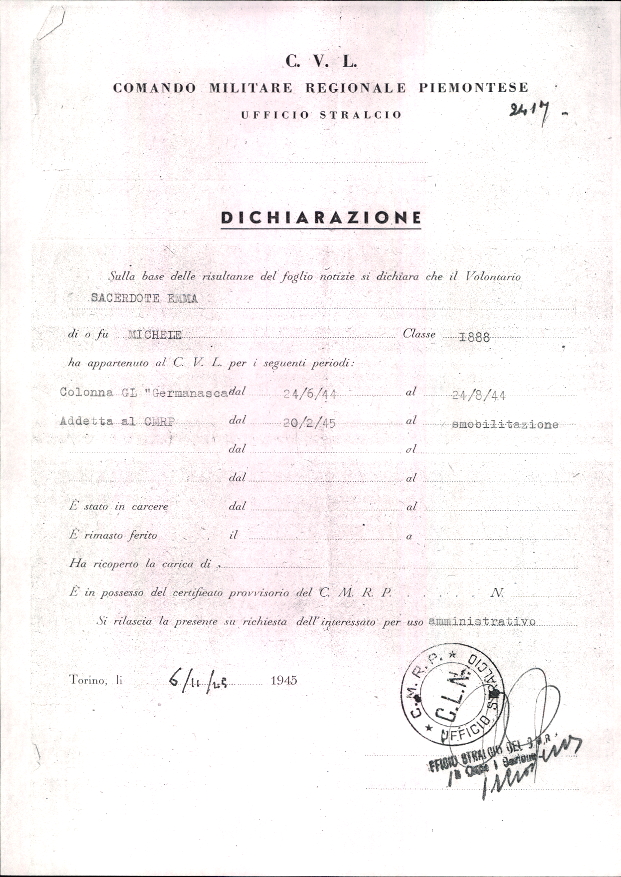 C. V. L.
COMANDO MILITARE REGIONALE PIEMONTESE
UFFICIO STRALCIO
2417
DICHIARAZIONE
Sulla base delle risultanze del foglio notizie si dichiara che il Volontario
SACERDOTE EMMA
di o fu MICHELE Classe 1888
ha appartenuto al C. V. L. per i seguenti periodi:
Colonna GL "Germanasca dal 24/6/44 al 24/8/44
Addetta al CMRP dal 20/2/45 al smobilitazione
dal al
dal al
È stato in carcere dal al
È rimasto ferito il a
Ha ricoperto la carica di
È in possesso del certificato provvisorio del C. M. R. P. . . . . . . N.
Si rilascia la presente su richiesta dell'interessato per uso amministrativo
Torino, li 6/11/45 1945
C. M. R. P. ★ UFFICIO STRALCIO ★
C.L.N.
UFFICIO STRALCIO DEL